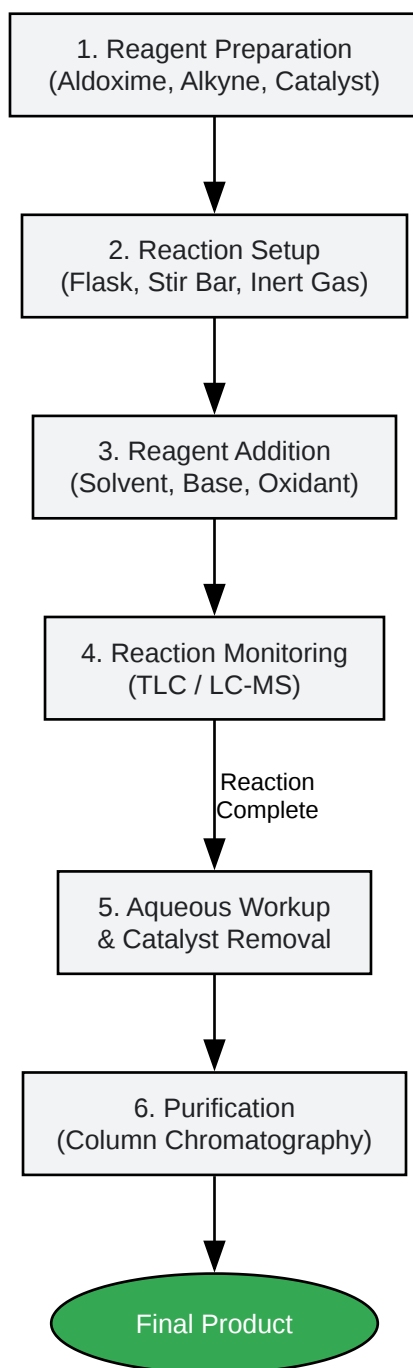 1. Reagent Preparation
(Aldoxime, Alkyne, Catalyst)
2. Reaction Setup
(Flask, Stir Bar, Inert Gas)
3. Reagent Addition
(Solvent, Base, Oxidant)
4. Reaction Monitoring
(TLC / LC-MS)
Reaction
Complete
5. Aqueous Workup
& Catalyst Removal
6. Purification
(Column Chromatography)
Final Product